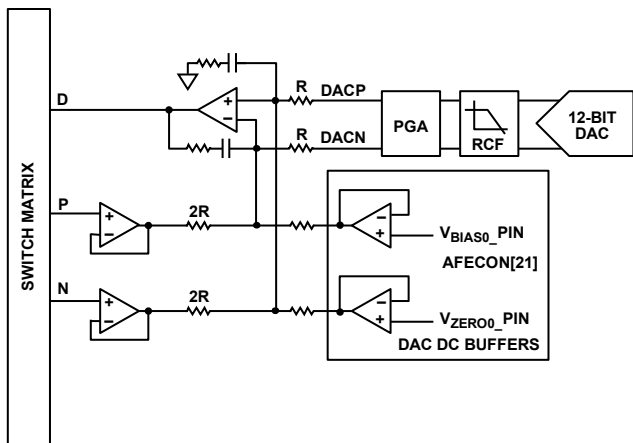 SWITCH MATRIX
D
P
N
+
−
R
DACP
R
DACN
PGA
RCF
12-BIT
DAC
+
−
2R
−
+
VBIAS0_PIN
AFECON[21]
+
−
2R
−
+
VZERO0_PIN
DAC DC BUFFERS